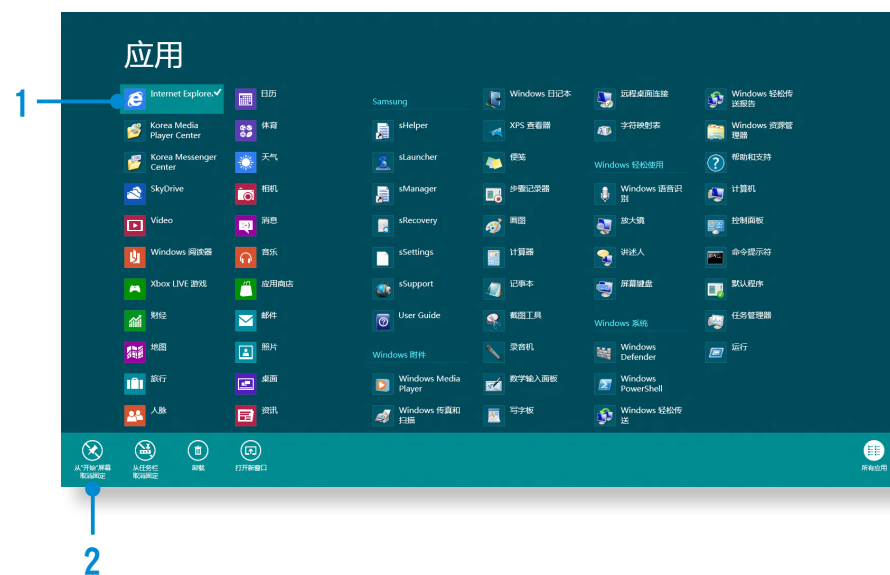 应用
1
Internet Explore.
Korea Media
Player Center
Korea Messenger
Center
SkyDrive
Video
Windows 阅读器
Xbox LIVE 游戏
财经
地图
旅行
人脉
日历
体育
天气
相机
消息
音乐
应用商店
邮件
照片
桌面
资讯
Samsung
sHelper
sLauncher
sManager
sRecovery
sSettings
sSupport
User Guide
Windows 附件
Windows Media
Player
Windows 传真和
扫描
Windows 日记本
XPS 查看器
便笺
步骤记录器
画图
计算器
记事本
截图工具
录音机
数学输入面板
写字板
远程桌面连接
字符映射表
Windows 轻松使用
Windows 语音识
别
放大镜
讲述人
屏幕键盘
Windows 系统
Windows
Defender
Windows
PowerShell
Windows 轻松传
送
Windows 轻松传
送报告
Windows 资源管
理器
帮助和支持
计算机
控制面板
命令提示符
默认程序
任务管理器
运行
从“开始”屏幕
取消固定
从任务栏
取消固定
卸载
打开新窗口
所有应用
2